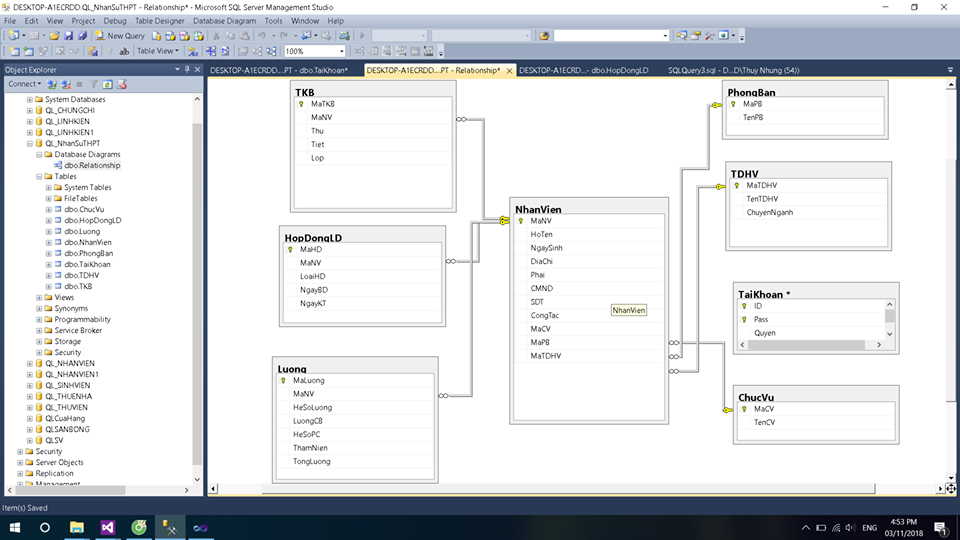 DESKTOP-A1ECRDD.QL_NhanSuTHPT - Relationship* - Microsoft SQL Server Management Studio
File Edit View Project Debug Table Designer Database Diagram Tools Window Help
New Query
Table View 100%
Object Explorer
Connect
System Databases
QL_CHUNGCHI
QL_LINHKIEN
QL_LINHKIEN1
QL_NhanSuTHPT
Database Diagrams
dbo.Relationship
Tables
System Tables
FileTables
dbo.ChucVu
dbo.HopDongLD
dbo.Luong
dbo.NhanVien
dbo.PhongBan
dbo.TaiKhoan
dbo.TDHV
dbo.TKB
Views
Synonyms
Programmability
Service Broker
Storage
Security
QL_NHANVIEN
QL_NHANVIEN1
QL_SINHVIEN
QL_THUENHA
QL_THUVIEN
QLCuaHang
QLSANBONG
QLSV
Security
Server Objects
Replication
Management
DESKTOP-A1ECRDD....PT - dbo.TaiKhoan*
DESKTOP-A1ECRDD....PT - Relationship*
DESKTOP-A1ECRDD... - dbo.HopDongLD
SQLQuery3.sql - D...D\Thuy Nhung (54))
TKB
MaTKB
MaNV
Thu
Tiet
Lop
HopDongLD
MaHD
MaNV
LoaiHD
NgayBD
NgayKT
Luong
MaLuong
MaNV
HeSoLuong
LuongCB
HeSoPC
ThamNien
TongLuong
NhanVien
MaNV
HoTen
NgaySinh
DiaChi
Phai
CMND
SDT
CongTac
MaCV
MaPB
MaTDHV
NhanVien
PhongBan
MaPB
TenPB
TDHV
MaTDHV
TenTDHV
ChuyenNganh
TaiKhoan *
ID
Pass
Quyen
ChucVu
MaCV
TenCV
Item(s) Saved
ENG
4:53 PM
03/11/2018
1